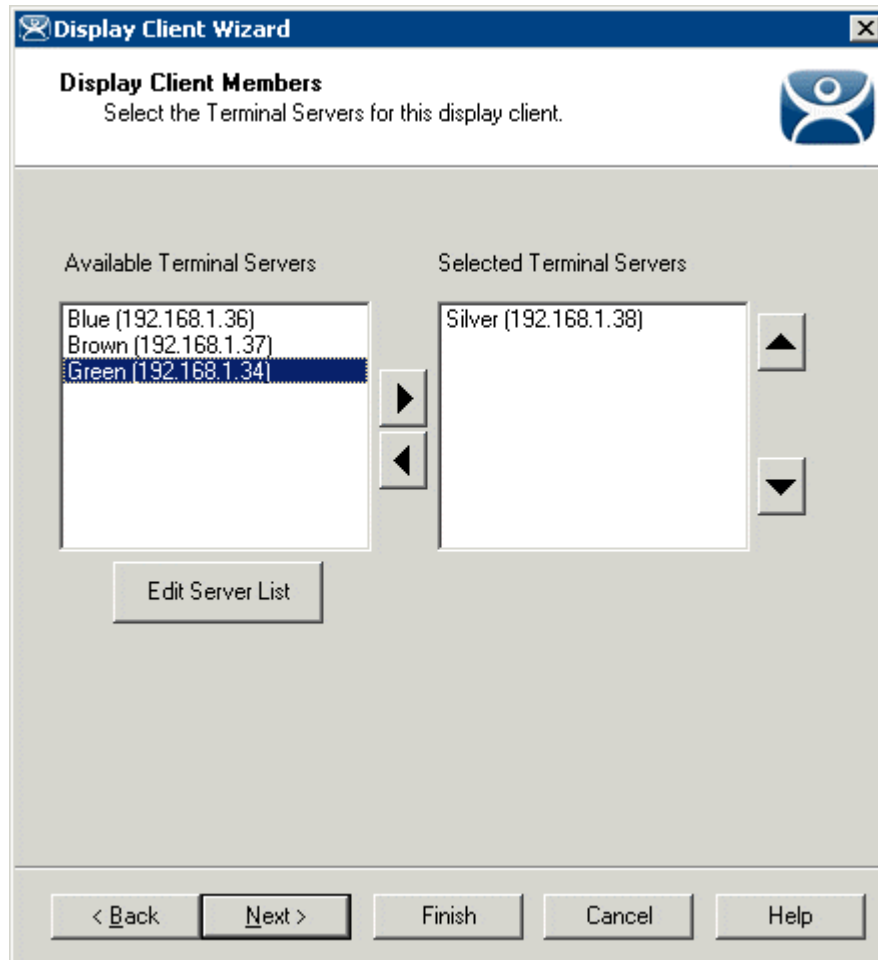 Display Client Wizard
Display Client Members
Select the Terminal Servers for this display client.
Available Terminal Servers
Blue (192.168.1.36)
Brown (192.168.1.37)
Green (192.168.1.34)
Edit Server List
Selected Terminal Servers
Silver (192.168.1.38)
< Back
Next >
Finish
Cancel
Help